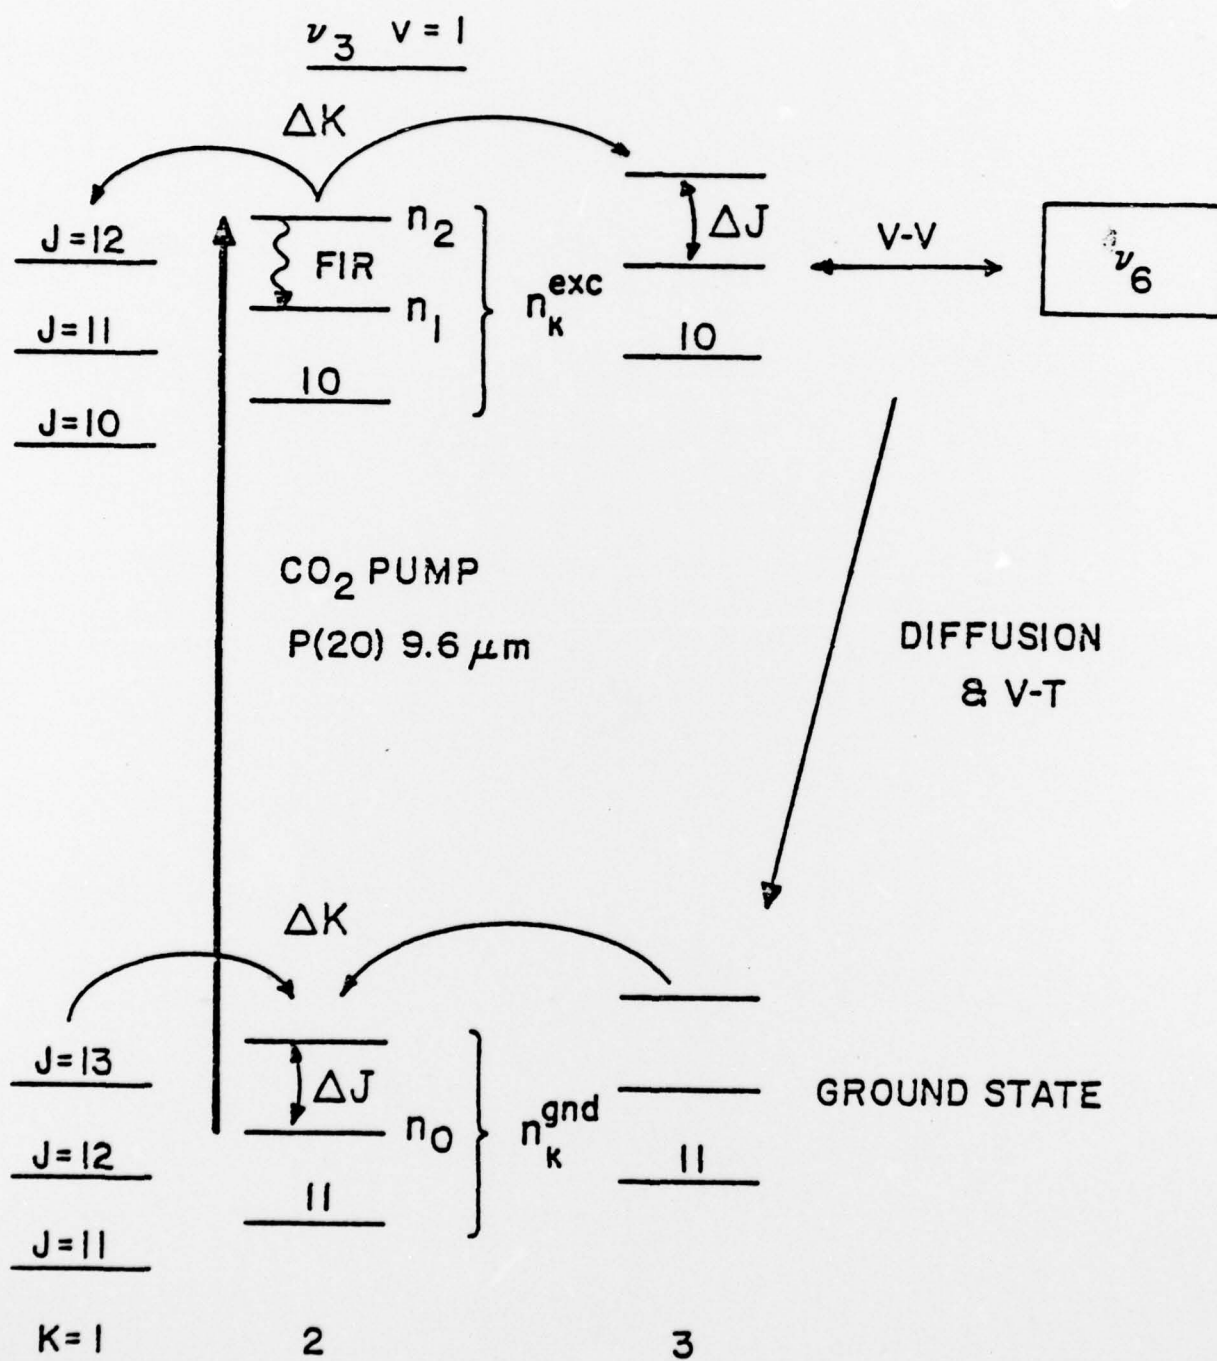 ν3 v = 1
ΔK
J=12
n2
ΔJ
V-V
ν6
FIR
n_k^exc
J=11
n1
10
10
J=10
CO2 PUMP
P(20) 9.6 μm
DIFFUSION
& V-T
ΔK
J=13
ΔJ
GROUND STATE
n0
n_k^gnd
J=12
11
11
J=11
K=1
2
3